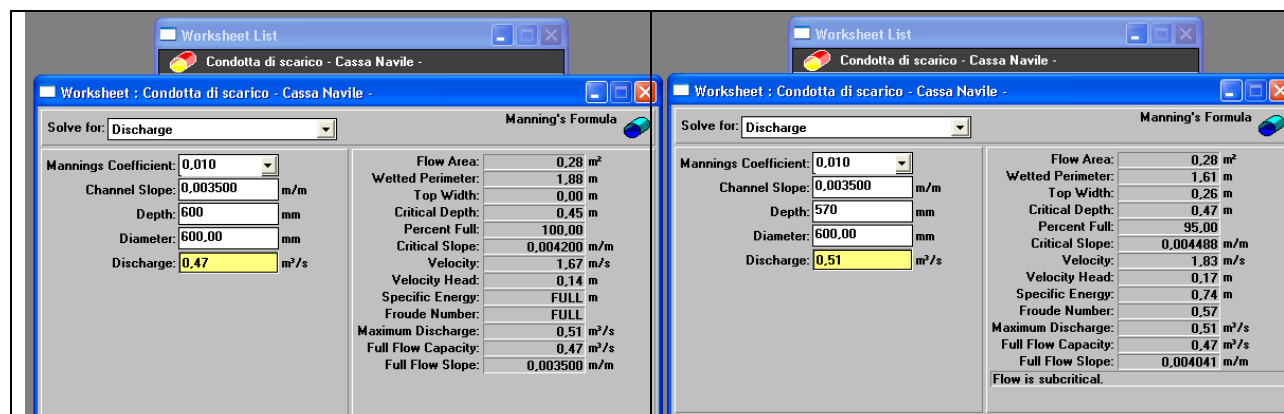 Worksheet List
Condotta di scarico - Cassa Navile -
Worksheet : Condotta di scarico - Cassa Navile -
Solve for: Discharge
Manning's Formula
Mannings Coefficient: 0,010
Channel Slope: 0,003500 m/m
Depth: 600 mm
Diameter: 600,00 mm
Discharge: 0,47 m³/s
Flow Area: 0,28 m²
Wetted Perimeter: 1,88 m
Top Width: 0,00 m
Critical Depth: 0,45 m
Percent Full: 100,00
Critical Slope: 0,004200 m/m
Velocity: 1,67 m/s
Velocity Head: 0,14 m
Specific Energy: FULL m
Froude Number: FULL
Maximum Discharge: 0,51 m³/s
Full Flow Capacity: 0,47 m³/s
Full Flow Slope: 0,003500 m/m
Worksheet List
Condotta di scarico - Cassa Navile -
Worksheet : Condotta di scarico - Cassa Navile -
Solve for: Discharge
Manning's Formula
Mannings Coefficient: 0,010
Channel Slope: 0,003500 m/m
Depth: 570 mm
Diameter: 600,00 mm
Discharge: 0,51 m³/s
Flow Area: 0,28 m²
Wetted Perimeter: 1,61 m
Top Width: 0,26 m
Critical Depth: 0,47 m
Percent Full: 95,00
Critical Slope: 0,004488 m/m
Velocity: 1,83 m/s
Velocity Head: 0,17 m
Specific Energy: 0,74 m
Froude Number: 0,57
Maximum Discharge: 0,51 m³/s
Full Flow Capacity: 0,47 m³/s
Full Flow Slope: 0,004041 m/m
Flow is subcritical.